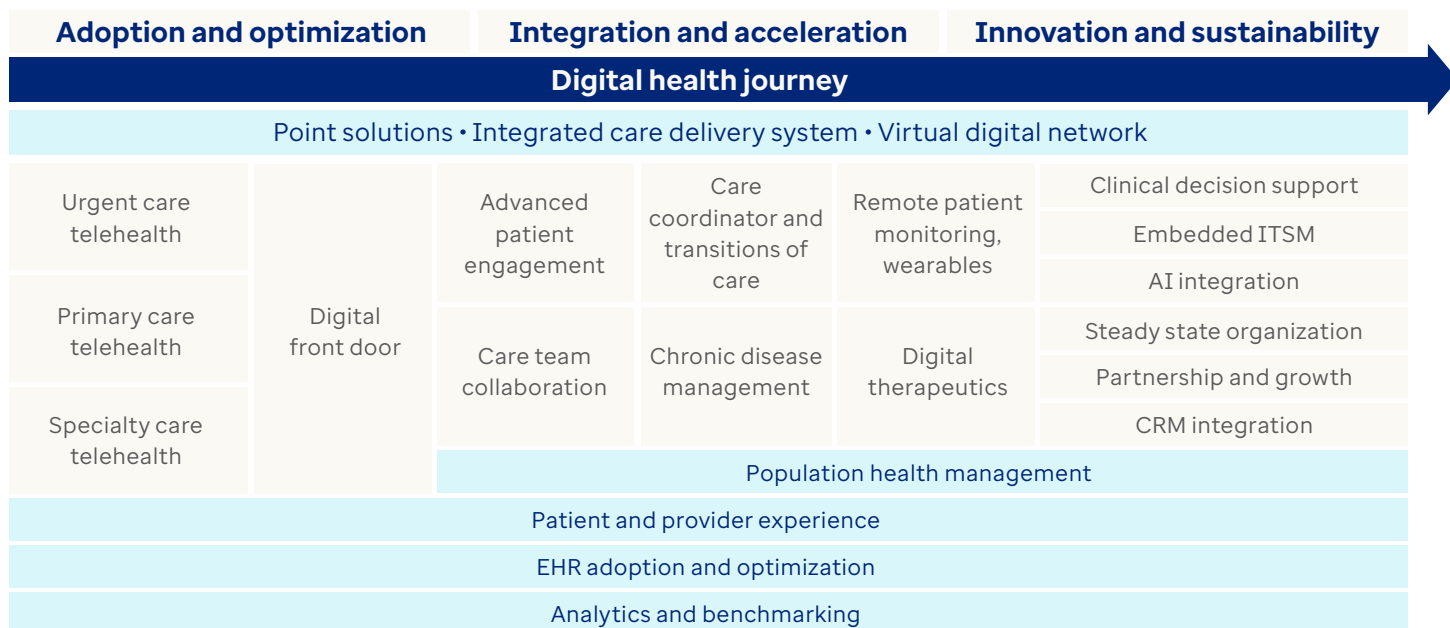 Adoption and optimization
Integration and acceleration
Innovation and sustainability
Digital health journey
Point solutions • Integrated care delivery system • Virtual digital network
Urgent care
telehealth
Primary care
telehealth
Specialty care
telehealth
Digital
front door
Advanced
patient
engagement
Care team
collaboration
Care
coordinator and
transitions of
care
Chronic disease
management
Remote patient
monitoring,
wearables
Digital
therapeutics
Clinical decision support
Embedded ITSM
AI integration
Steady state organization
Partnership and growth
CRM integration
Population health management
Patient and provider experience
EHR adoption and optimization
Analytics and benchmarking